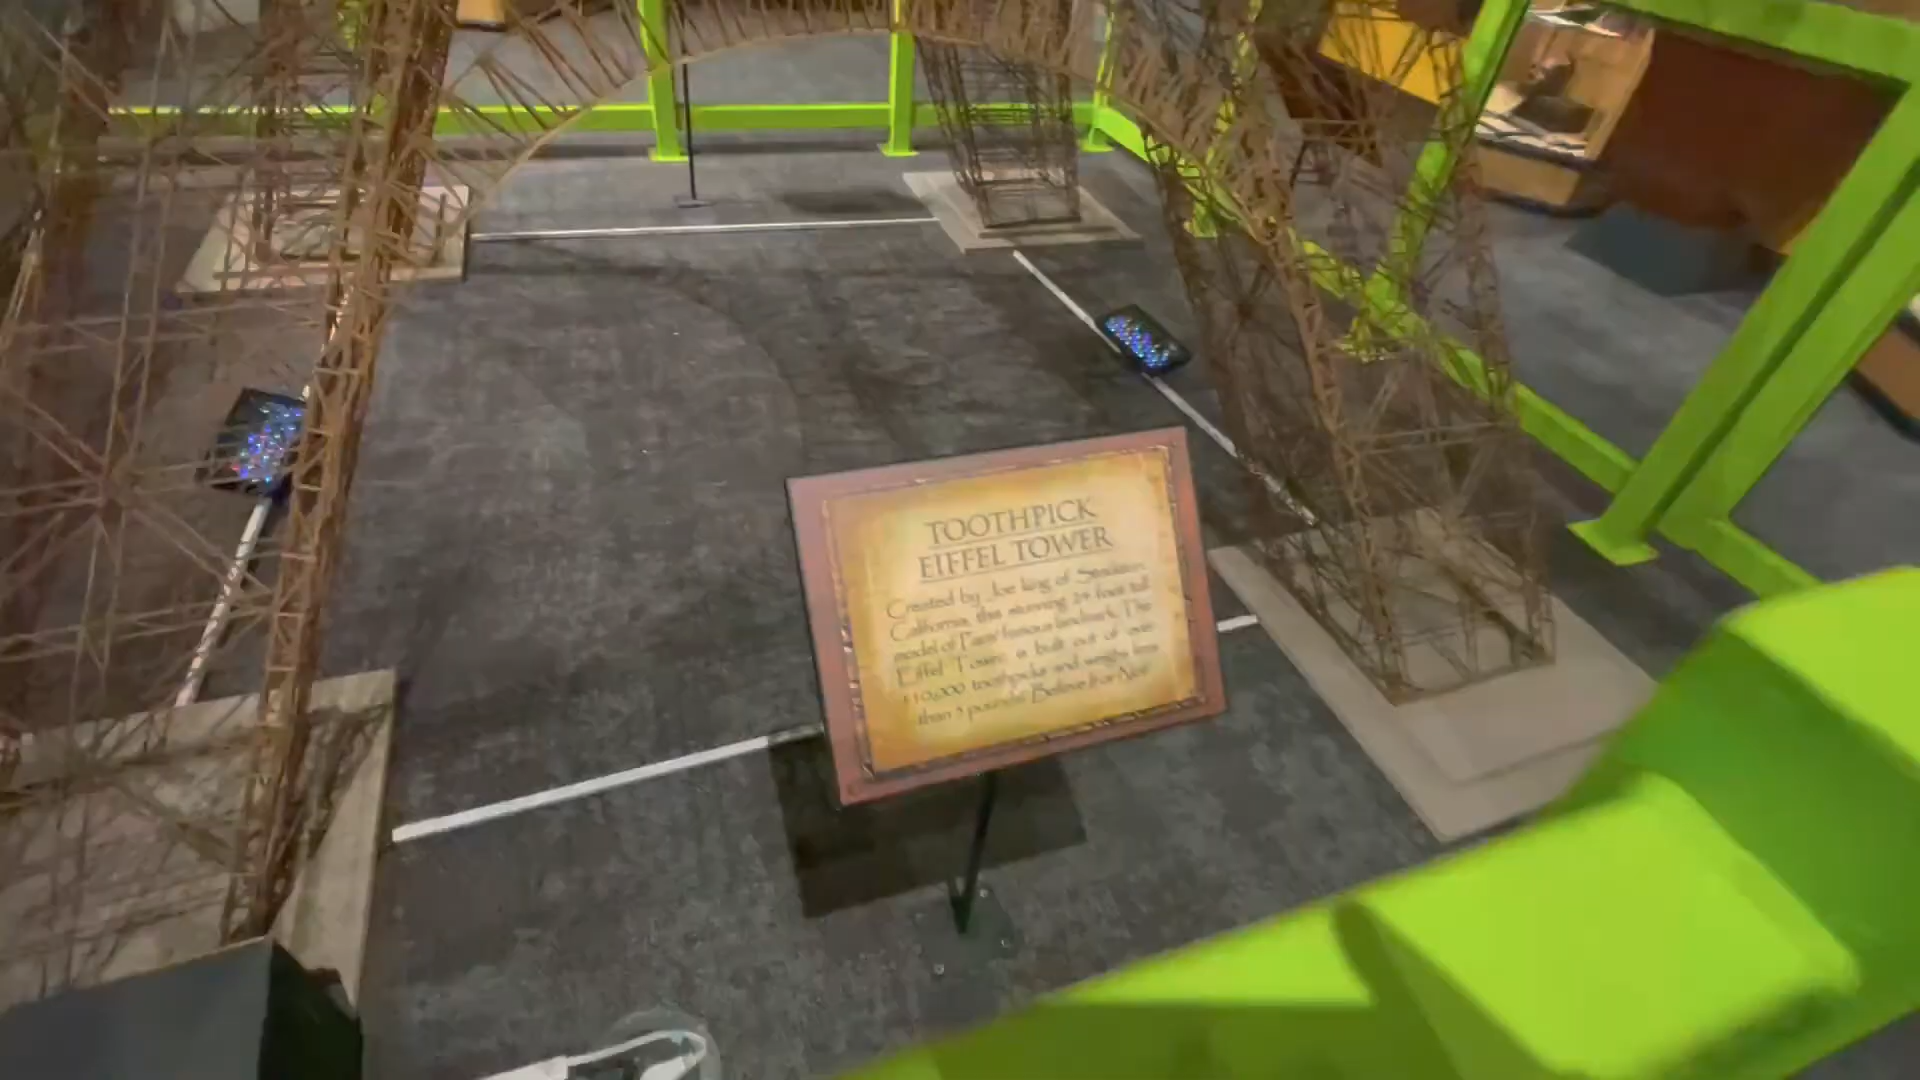 TOOTHPICK
EIFFEL TOWER
Created by Joe king of Stockton,
California, this stunning foot tall
model of Paris' famous landmark. The
Eiffel Tower is built out of over
110,000 toothpicks and weighs less
than pounds! Believe It or Not!